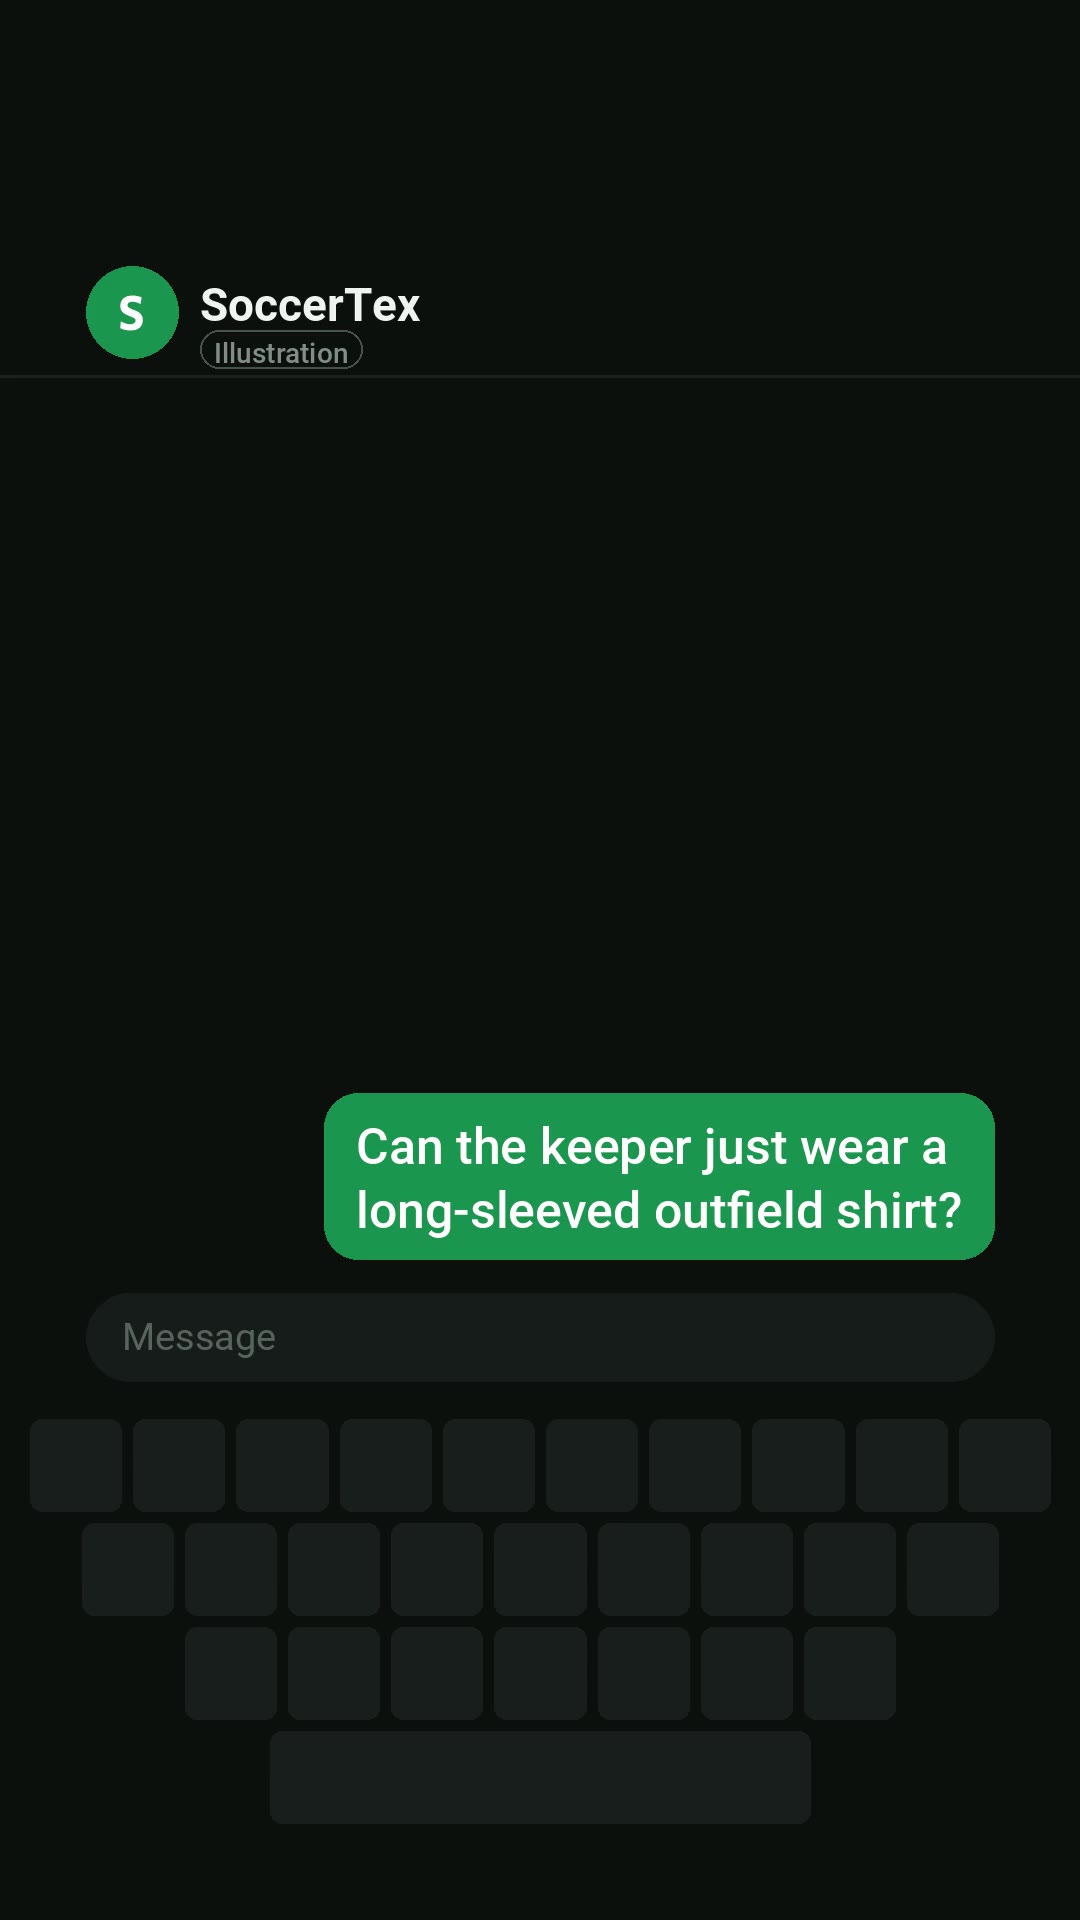 S
SoccerTex
Illustration
Can the keeper just wear a
long-sleeved outfield shirt?
Message